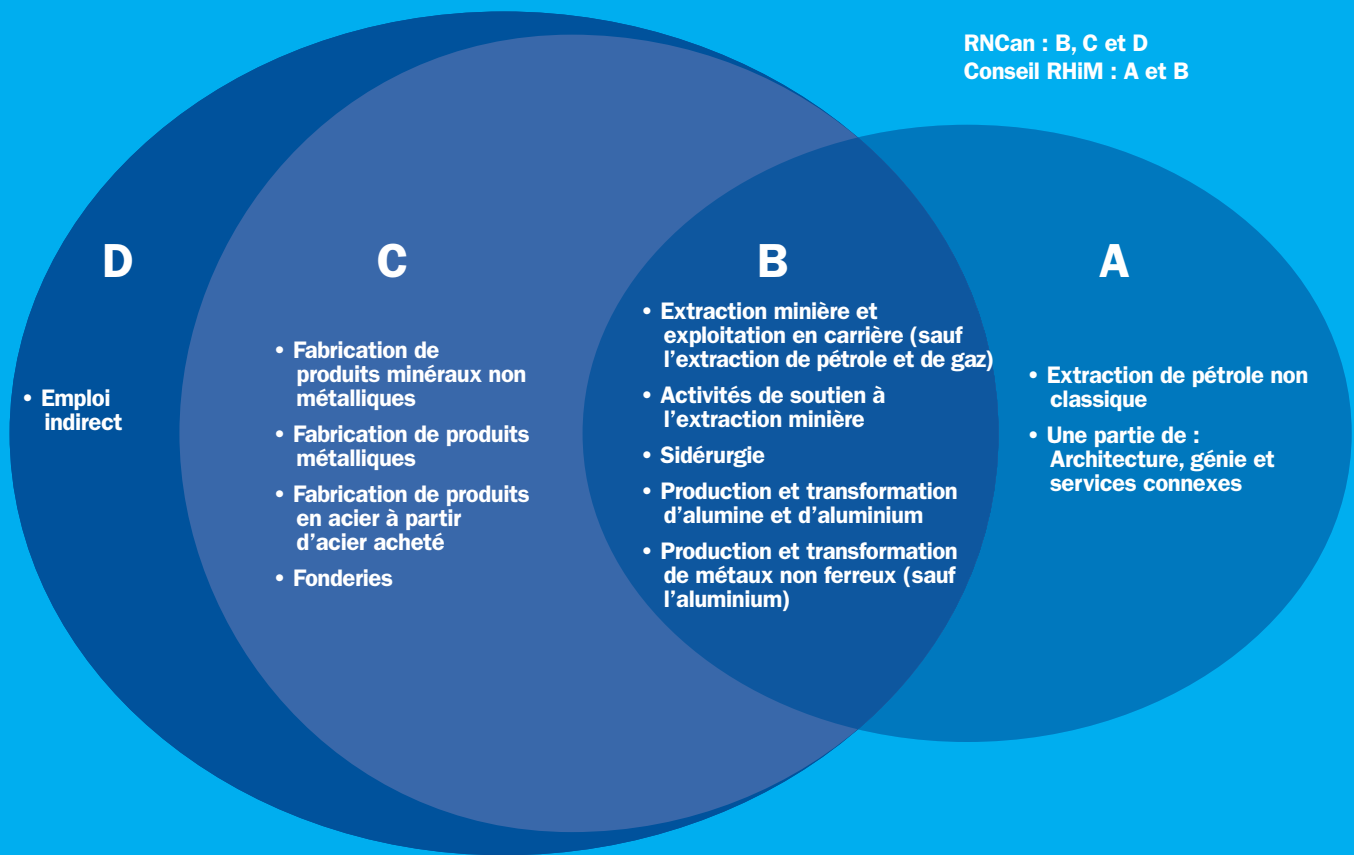 RNCan : B, C et D
Conseil RHiM : A et B
D
• Emploi
indirect
C
• Fabrication de
produits minéraux non
métalliques
• Fabrication de produits
métalliques
• Fabrication de produits
en acier à partir
d'acier acheté
• Fonderies
B
• Extraction minière et
exploitation en carrière (sauf
l'extraction de pétrole et de gaz)
• Activités de soutien à
l'extraction minière
• Sidérurgie
• Production et transformation
d'alumine et d'aluminium
• Production et transformation
de métaux non ferreux (sauf
l'aluminium)
A
• Extraction de pétrole non
classique
• Une partie de :
Architecture, génie et
services connexes